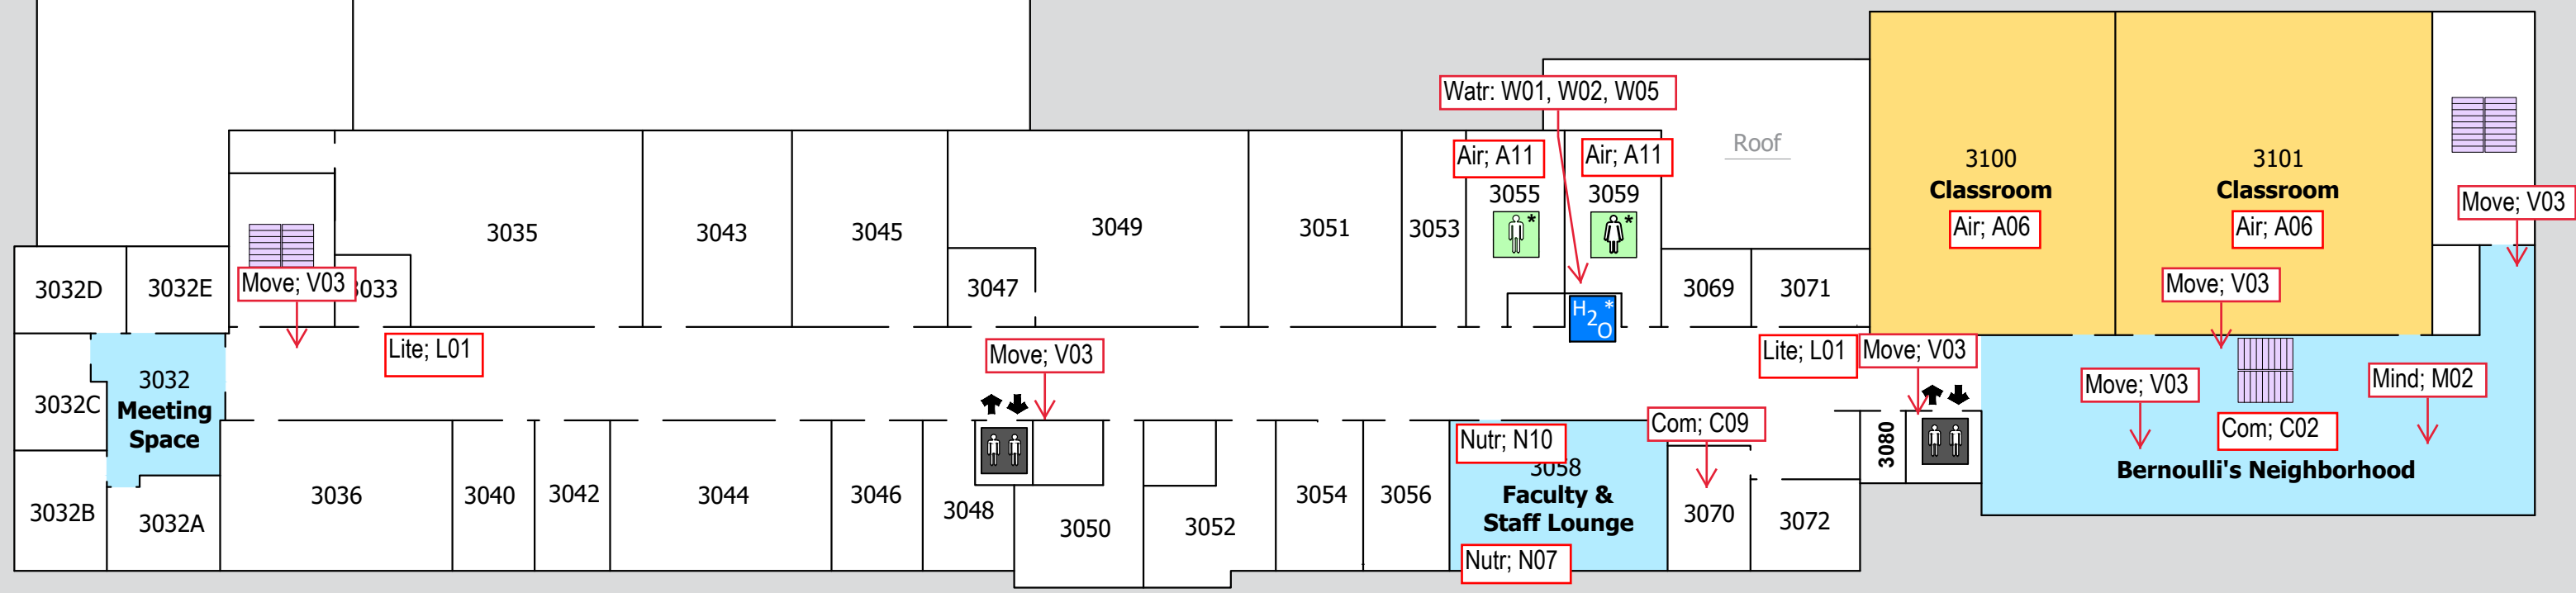 Watr: W01, W02, W05
Roof
Air; A11
Air; A11
3055
*
3059
*
3100
Classroom
Air; A06
3101
Classroom
Air; A06
Move; V03
3035
3043
3045
3049
3051
3053
3032D
3032E
Move; V03
033
3047
H2O *
3069
3071
Move; V03
Lite; L01
Move; V03
Lite; L01
Move; V03
3032
Meeting
Space
3032C
Move; V03
Mind; M02
Com; C02
Bernoulli's Neighborhood
Nutr; N10
Com; C09
3080
3058
Faculty &
Staff Lounge
Nutr; N07
3032B
3032A
3036
3040
3042
3044
3046
3048
3050
3052
3054
3056
3070
3072